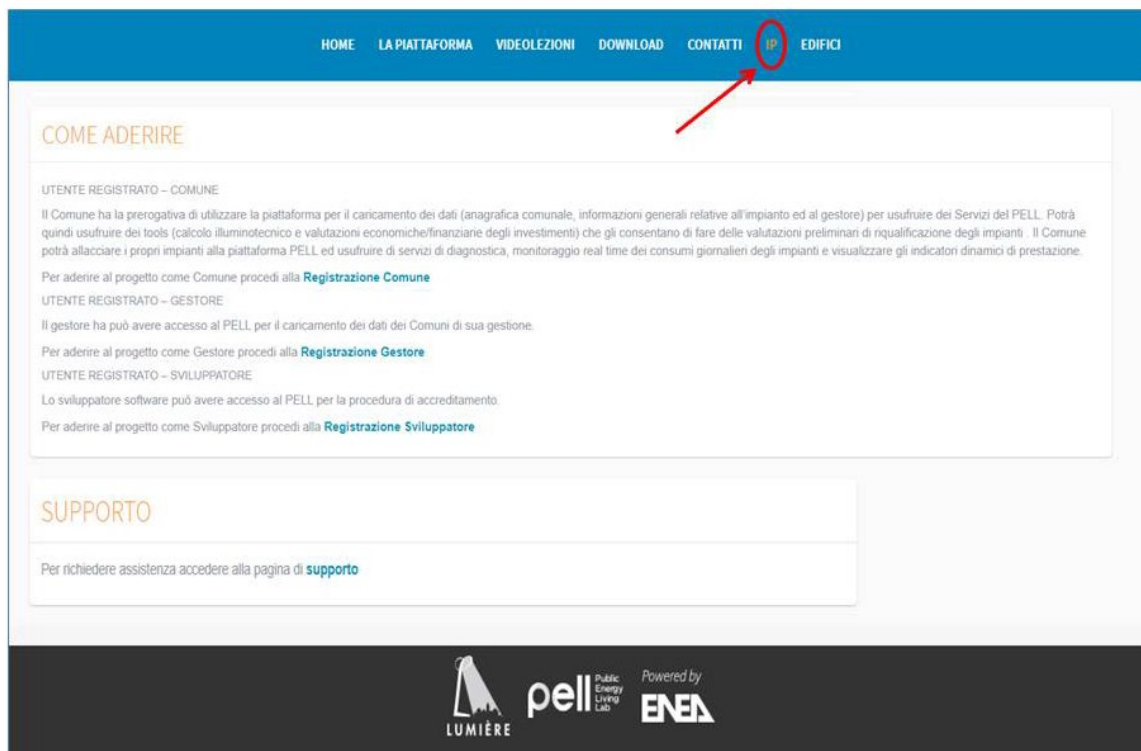 HOME LA PIATTAFORMA VIDEOLEZIONI DOWNLOAD CONTATTI IP EDIFICI
COME ADERIRE
UTENTE REGISTRATO – COMUNE
Il Comune ha la prerogativa di utilizzare la piattaforma per il caricamento dei dati (anagrafica comunale, informazioni generali relative all'impianto ed al gestore) per usufruire dei Servizi del PELL. Potrà
quindi usufruire dei tools (calcolo illuminotecnico e valutazioni economiche/finanziarie degli investimenti) che gli consentano di fare delle valutazioni preliminari di riqualificazione degli impianti . Il Comune
potrà allacciare i propri impianti alla piattaforma PELL ed usufruire di servizi di diagnostica, monitoraggio real time dei consumi giornalieri degli impianti e visualizzare gli indicatori dinamici di prestazione.
Per aderire al progetto come Comune procedi alla Registrazione Comune
UTENTE REGISTRATO – GESTORE
Il gestore ha può avere accesso al PELL per il caricamento dei dati dei Comuni di sua gestione.
Per aderire al progetto come Gestore procedi alla Registrazione Gestore
UTENTE REGISTRATO – SVILUPPATORE
Lo sviluppatore software può avere accesso al PELL per la procedura di accreditamento.
Per aderire al progetto come Sviluppatore procedi alla Registrazione Sviluppatore
SUPPORTO
Per richiedere assistenza accedere alla pagina di supporto
LUMIÈRE
pell Public Energy Living Lab
Powered by
ENEA